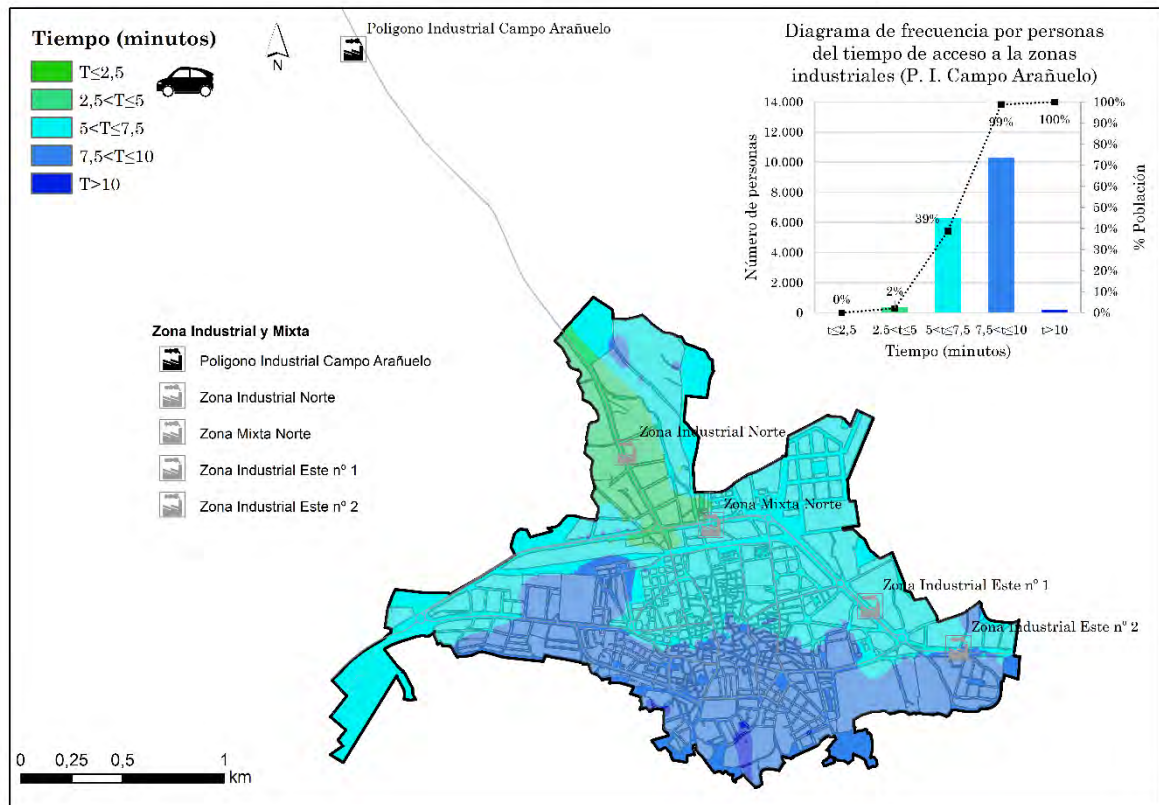 Tiempo (minutos)
T≤2,5
2,5<T≤5
5<T≤7,5
7,5<T≤10
T>10
N
Poligono Industrial Campo Arañuelo
Diagrama de frecuencia por personas
del tiempo de acceso a la zonas
industriales (P. I. Campo Arañuelo)
Número de personas
14.000
12.000
10.000
8.000
6.000
4.000
2.000
0
0%
2%
39%
99%
100%
100%
90%
80%
70%
60%
50%
40%
30%
20%
10%
0%
% Población
t≤2,5
2.5<t≤5
5<t≤7,5
7,5<t≤10
t>10
Tiempo (minutos)
Zona Industrial y Mixta
Poligono Industrial Campo Arañuelo
Zona Industrial Norte
Zona Mixta Norte
Zona Industrial Este nº 1
Zona Industrial Este nº 2
Zona Industrial Norte
Zona Mixta Norte
Zona Industrial Este nº 1
Zona Industrial Este nº 2
0 0,25 0,5 1
km